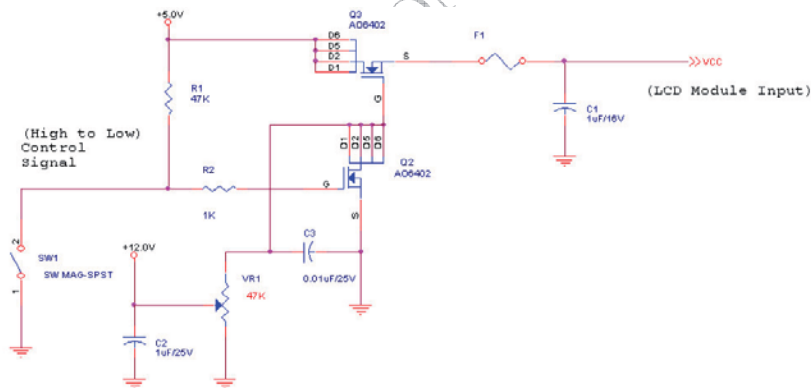 +5.0V
Q3
AO6402
D6
D5
D2
D1
S
G
F1
VCC
(LCD Module Input)
R1
47K
C1
1uF/16V
(High to Low)
Control
Signal
D1
D2
D5
D6
Q2
AO6402
R2
1K
G
S
2
SW1
SW MAG-SPST
1
+12.0V
C3
0.01uF/25V
VR1
47K
C2
1uF/25V